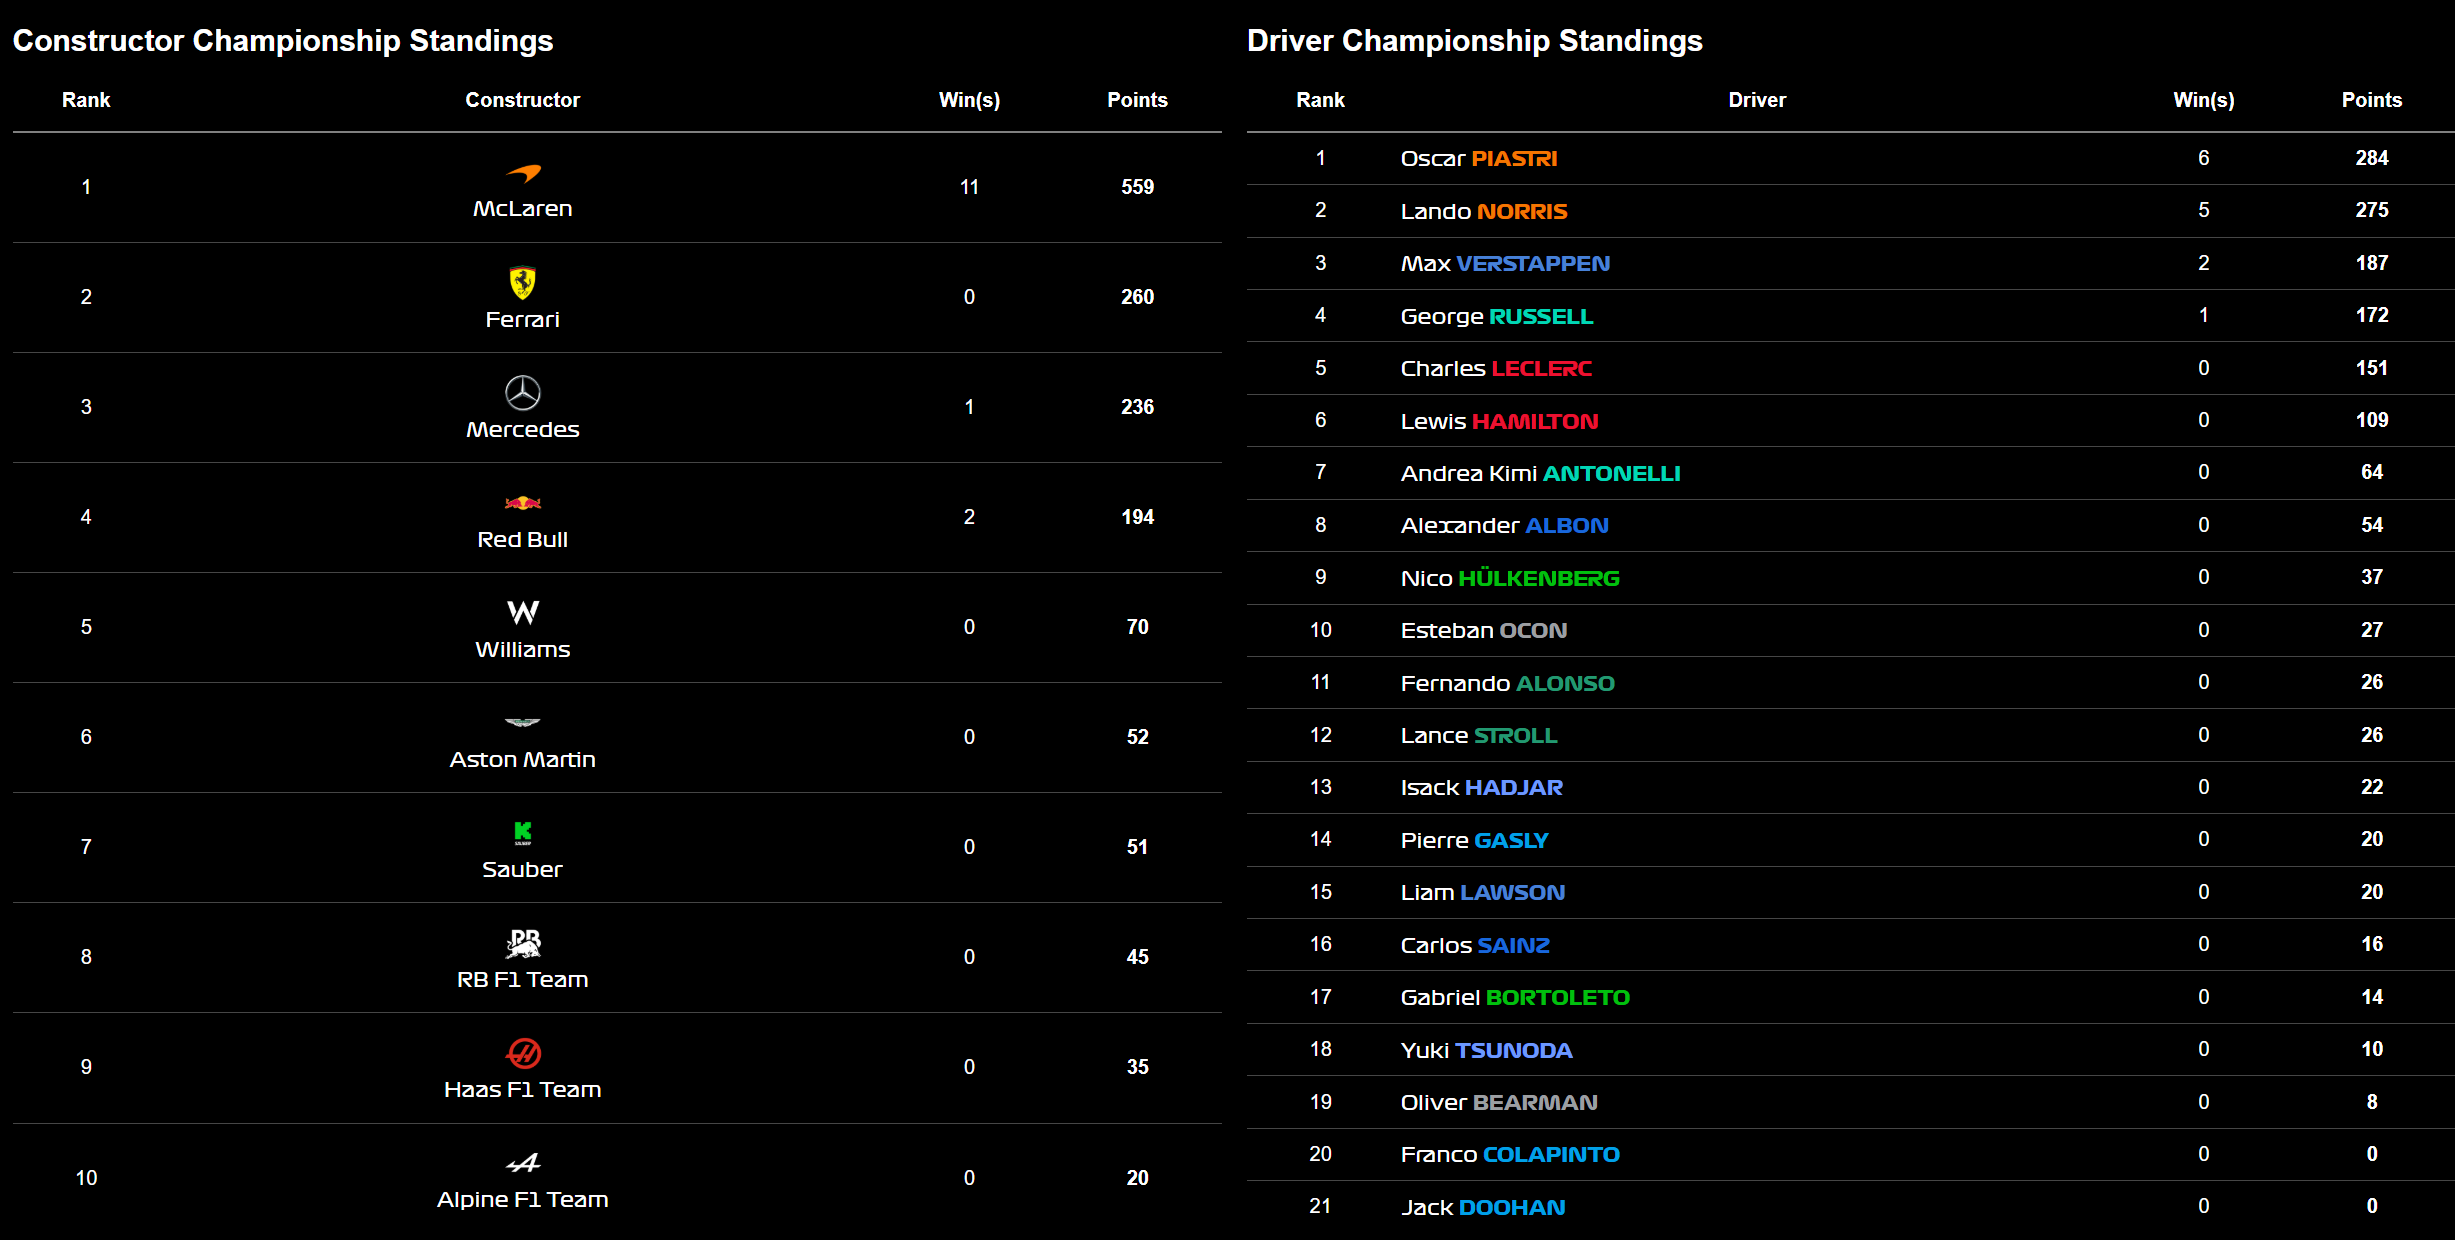 Constructor Championship Standings
Rank Constructor Win(s) Points
1 McLaren 11 559
2 Ferrari 0 260
3 Mercedes 1 236
4 Red Bull 2 194
5 Williams 0 70
6 Aston Martin 0 52
7 Sauber 0 51
8 RB F1 Team 0 45
9 Haas F1 Team 0 35
10 Alpine F1 Team 0 20
Driver Championship Standings
Rank Driver Win(s) Points
1 Oscar PIASTRI 6 284
2 Lando NORRIS 5 275
3 Max VERSTAPPEN 2 187
4 George RUSSELL 1 172
5 Charles LECLERC 0 151
6 Lewis HAMILTON 0 109
7 Andrea Kimi ANTONELLI 0 64
8 Alexander ALBON 0 54
9 Nico HÜLKENBERG 0 37
10 Esteban OCON 0 27
11 Fernando ALONSO 0 26
12 Lance STROLL 0 26
13 Isack HADJAR 0 22
14 Pierre GASLY 0 20
15 Liam LAWSON 0 20
16 Carlos SAINZ 0 16
17 Gabriel BORTOLETO 0 14
18 Yuki TSUNODA 0 10
19 Oliver BEARMAN 0 8
20 Franco COLAPINTO 0 0
21 Jack DOOHAN 0 0